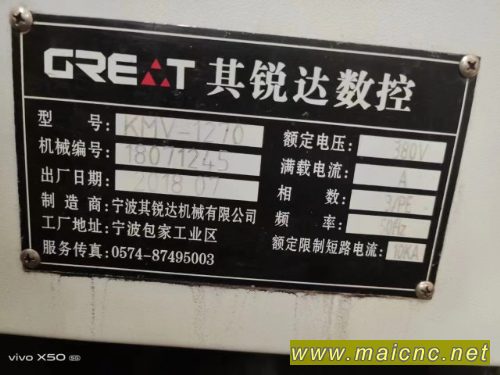 GREAT 其锐达数控
型 号: KMV-1270
机械编号: 18071245
出厂日期: 2018 07
制造商: 宁波其锐达机械有限公司
工厂地址: 宁波包家工业区
服务传真: 0574-87495003
额定电压: 380V
满载电流: A
相 数: 3/PE
频 率: 50Hz
额定限制短路电流: 10KA
vivo X50 5G
www.maicnc.net